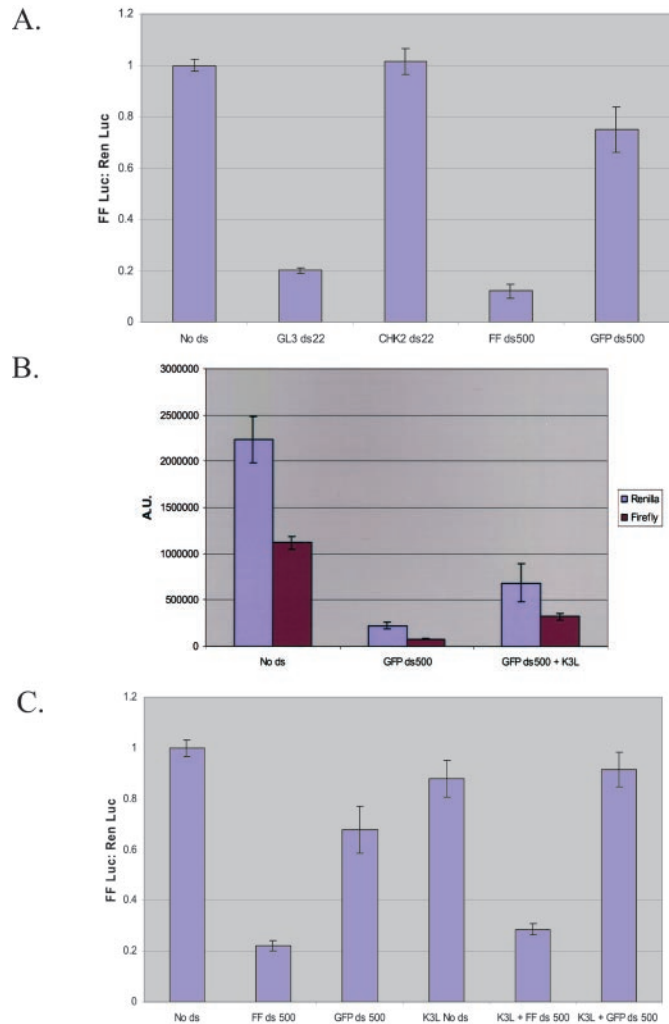 A.
1.2
1
0.8
0.6
0.4
0.2
0
FF Luc: Ren Luc
No ds
GL3 ds22
CHK2 ds22
FF ds500
GFP ds500
B.
3000000
2500000
2000000
1500000
1000000
500000
0
A.U.
Renilla
Firefly
No ds
GFP ds500
GFP ds500 + K3L
C.
1.2
1
0.8
0.6
0.4
0.2
0
FF Luc: Ren Luc
No ds
FF ds 500
GFP ds 500
K3L No ds
K3L + FF ds 500
K3L + GFP ds 500